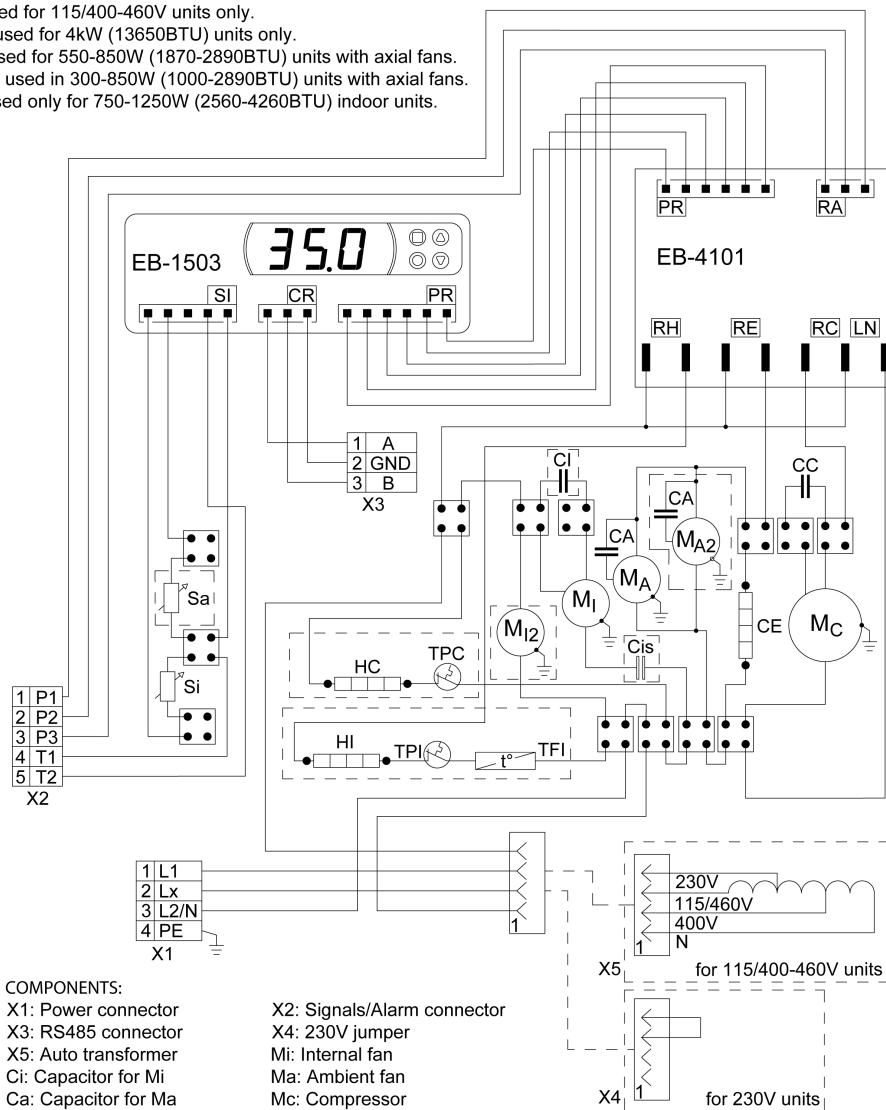 ed for 115/400-460V units only.
used for 4kW (13650BTU) units only.
sed for 550-850W (1870-2890BTU) units with axial fans.
used in 300-850W (1000-2890BTU) units with axial fans.
sed only for 750-1250W (2560-4260BTU) indoor units.
PR
RA
EB-4101
EB-1503
35.0
SI
CR
PR
RH
RE
RC
LN
1 A
2 GND
3 B
X3
CI
CA
CA
CC
MA2
MA
MI
MI2
CE
MC
Cis
Sa
Si
HC
TPC
HI
TPI
t°
TFI
1 P1
2 P2
3 P3
4 T1
5 T2
X2
1 L1
2 Lx
3 L2/N
4 PE
X1
1
230V
115/460V
400V
1 N
X5
for 115/400-460V units
1
X4
for 230V units
COMPONENTS:
X1: Power connector
X3: RS485 connector
X5: Auto transformer
Ci: Capacitor for Mi
Ca: Capacitor for Ma
X2: Signals/Alarm connector
X4: 230V jumper
Mi: Internal fan
Ma: Ambient fan
Mc: Compressor